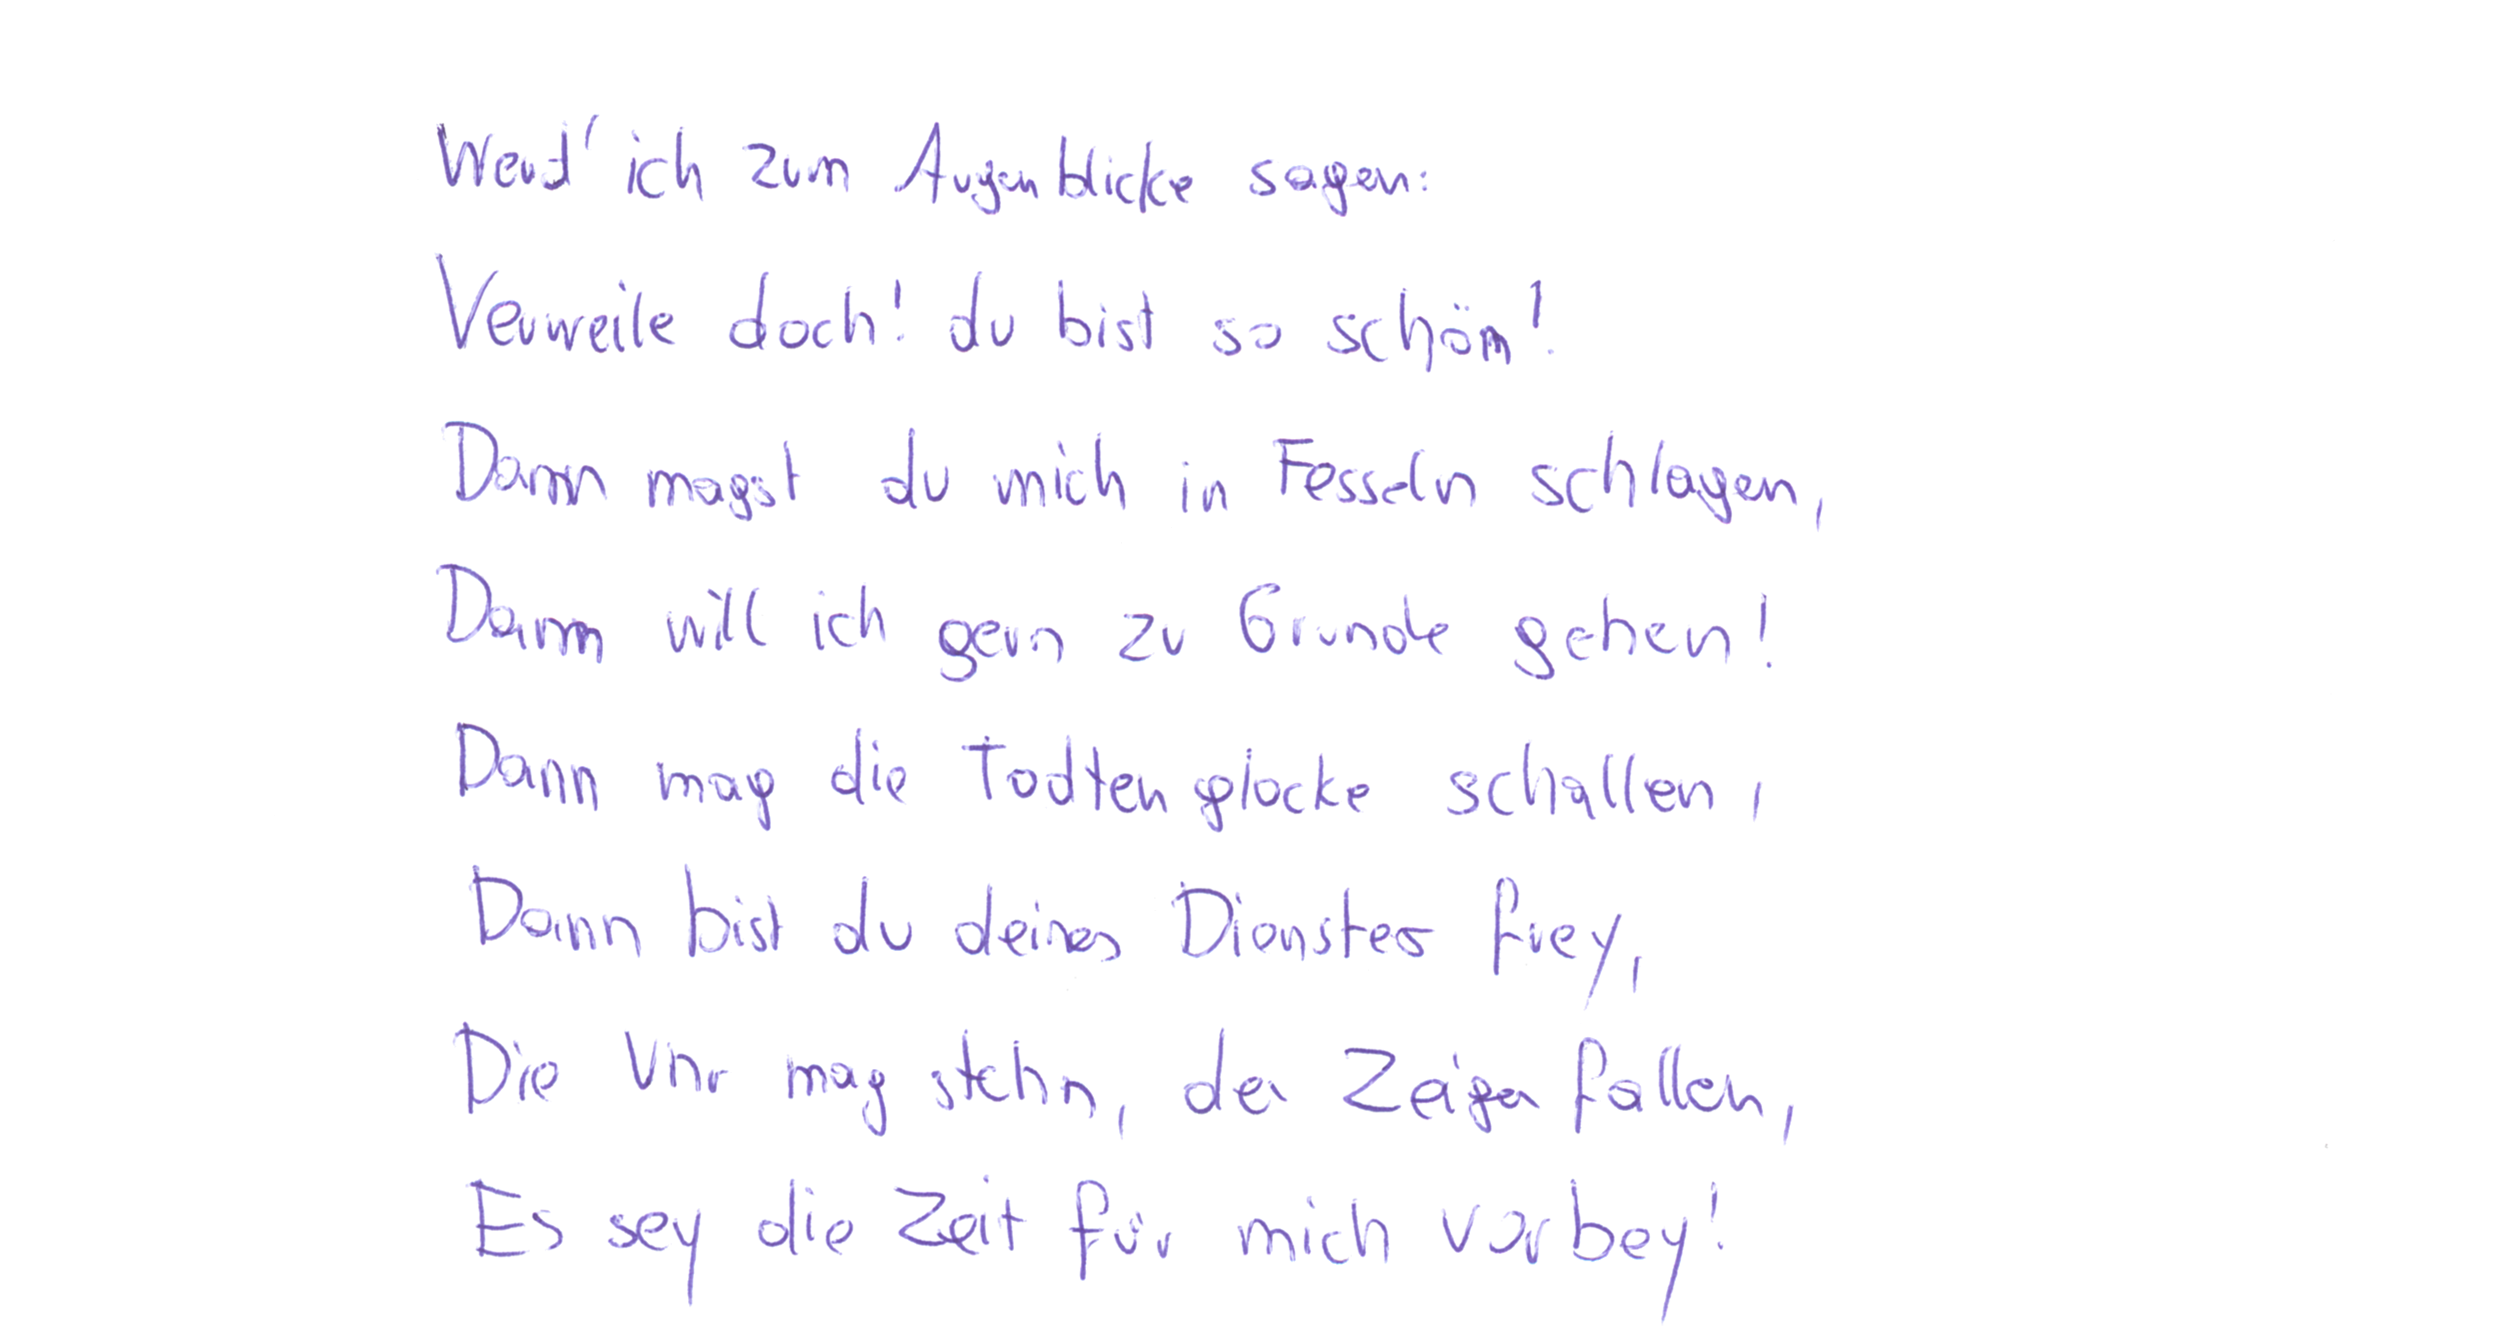 Werd' ich zum Augenblicke sagen:
Verweile doch! du bist so schön!
Dann magst du mich in Fesseln schlagen,
Dann will ich gern zu Grunde gehen!
Dann mag die Todtenglocke schallen,
Dann bist du deines Dienstes frey,
Die Uhr mag stehn, der Zeiger fallen,
Es sey die Zeit für mich vorbey!